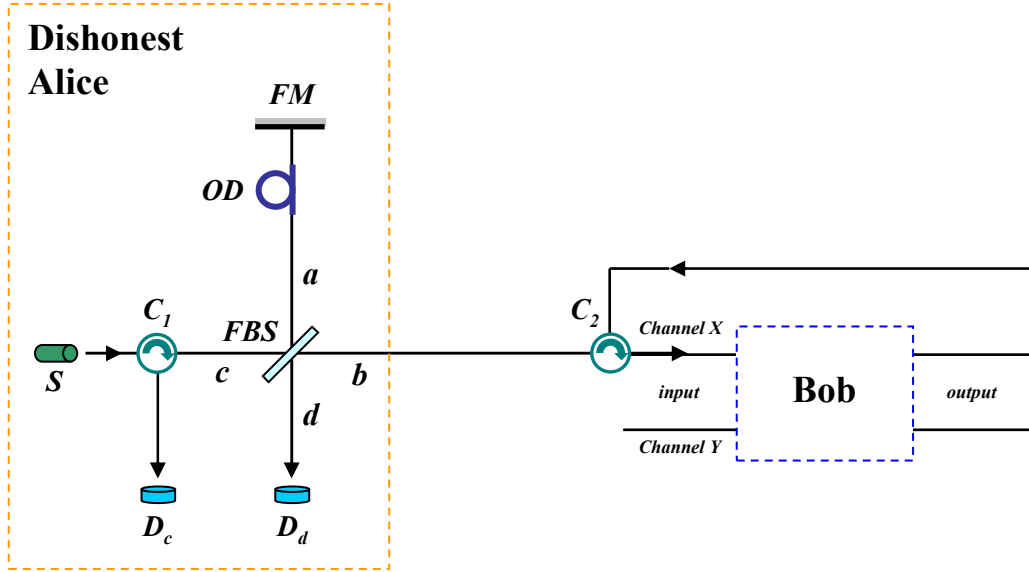 Dishonest
Alice
FM
OD
a
C1
FBS
C2
Channel X
S
c
b
input
Bob
output
d
Channel Y
Dc
Dd